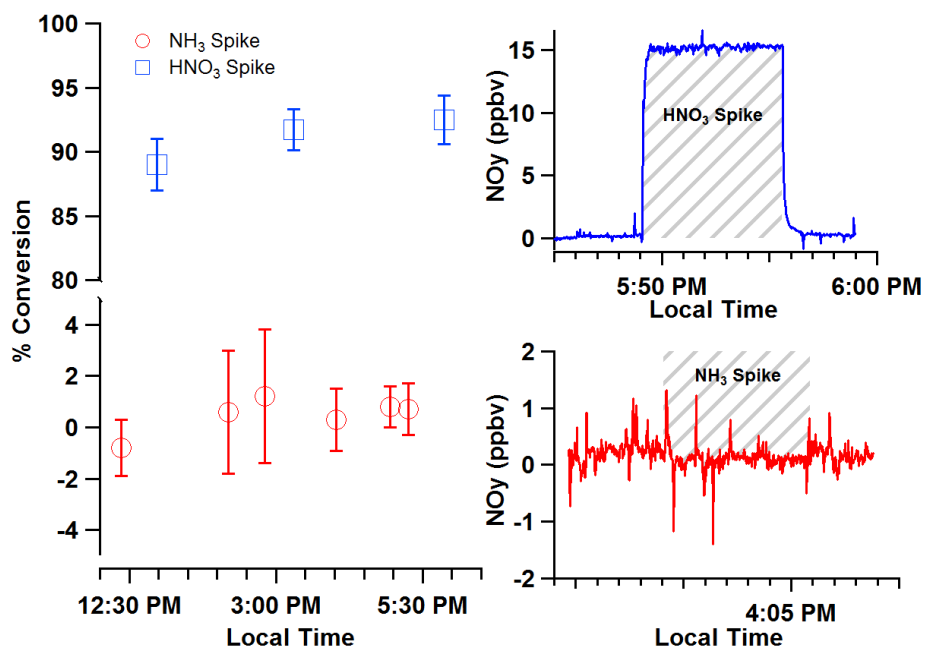 100
95
90
85
80
4
2
0
-2
-4
% Conversion
NH₃ Spike
HNO₃ Spike
12:30 PM
3:00 PM
5:30 PM
Local Time
15
10
5
0
NOy (ppbv)
HNO₃ Spike
5:50 PM
6:00 PM
Local Time
2
1
0
-1
-2
NOy (ppbv)
NH₃ Spike
4:05 PM
Local Time